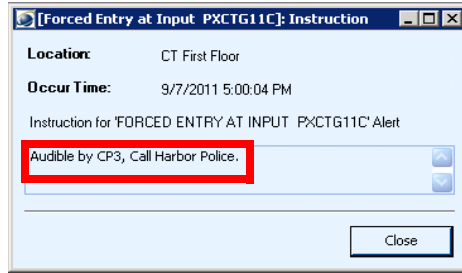 [Forced Entry at Input PXCTG11C]: Instruction
Location: CT First Floor
Occur Time: 9/7/2011 5:00:04 PM
Instruction for 'FORCED ENTRY AT INPUT PXCTG11C' Alert
Audible by CP3, Call Harbor Police.
Close